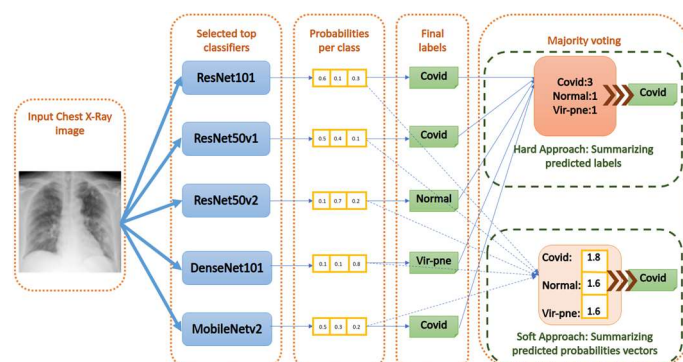 Selected top
classifiers
Probabilities
per class
Final
labels
Majority voting
Input Chest X-Ray
image
ResNet101
0.6 0.1 0.3
Covid
ResNet50v1
0.5 0.4 0.1
Covid
ResNet50v2
0.1 0.7 0.2
Normal
DenseNet101
0.1 0.1 0.8
Vir-pne
MobileNetv2
0.5 0.3 0.2
Covid
Covid:3
Normal:1
Vir-pne:1
Covid
Hard Approach: Summarizing
predicted labels
Covid: 1.8
Normal: 1.6
Vir-pne: 1.6
Covid
Soft Approach: Summarizing
predicted probabilities vectors